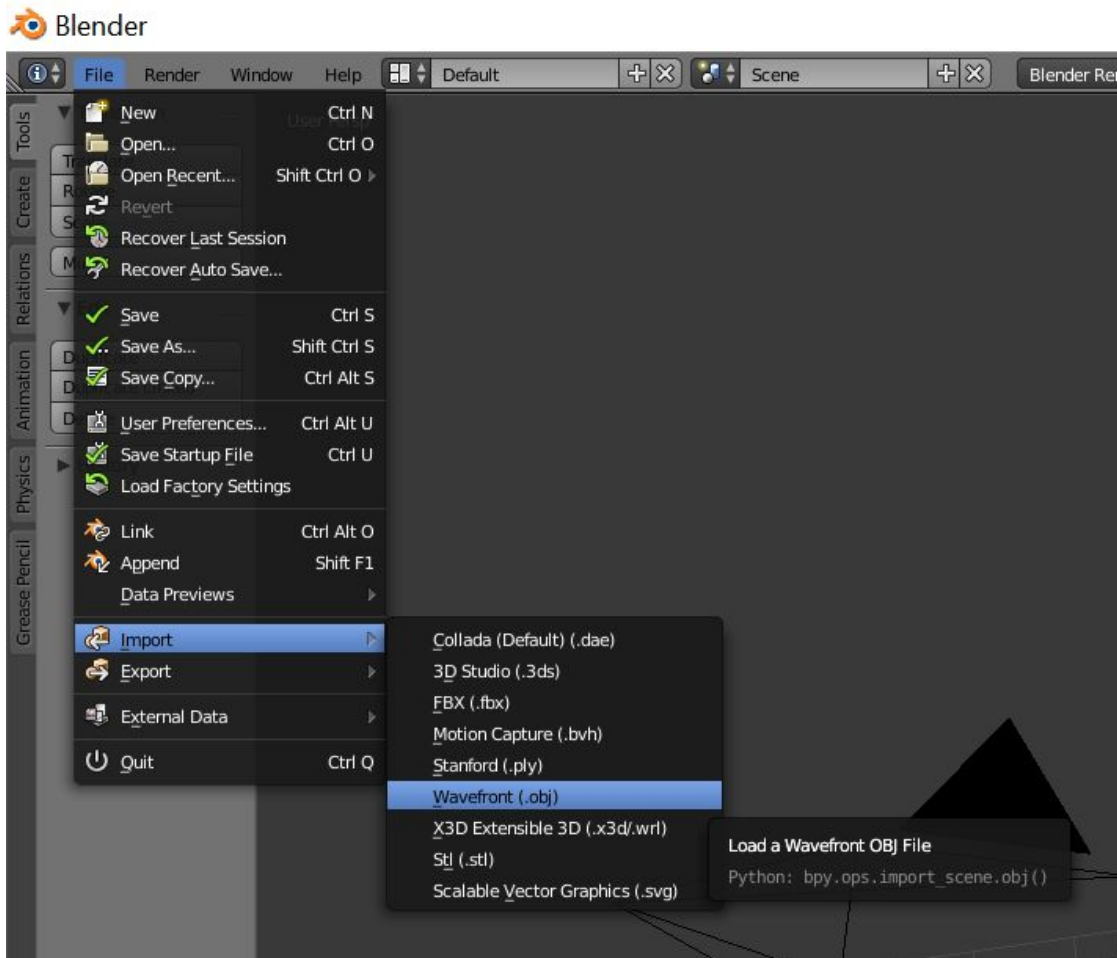 Blender
File Render Window Help Default Scene Blender Re
Tools
Create
Relations
Animation
Physics
Grease Pencil
User Persp
New Ctrl N
Open... Ctrl O
Open Recent... Shift Ctrl O
Revert
Recover Last Session
Recover Auto Save...
Save Ctrl S
Save As... Shift Ctrl S
Save Copy... Ctrl Alt S
User Preferences... Ctrl Alt U
Save Startup File Ctrl U
Load Factory Settings
Link Ctrl Alt O
Append Shift F1
Data Previews
Import
Export
External Data
Quit Ctrl Q
Collada (Default) (.dae)
3D Studio (.3ds)
FBX (.fbx)
Motion Capture (.bvh)
Stanford (.ply)
Wavefront (.obj)
X3D Extensible 3D (.x3d/.wrl)
Stl (.stl)
Scalable Vector Graphics (.svg)
Load a Wavefront OBJ File
Python: bpy.ops.import_scene.obj()